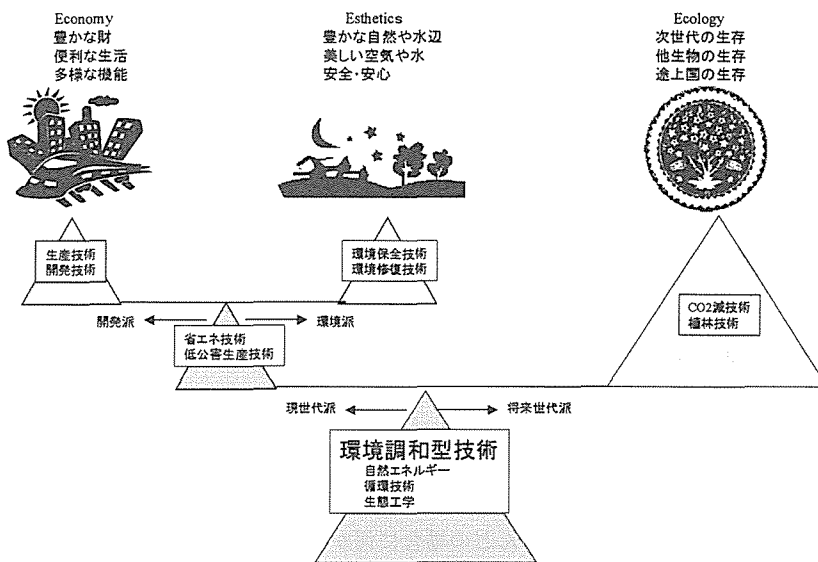 Economy
豊かな財
便利な生活
多様な機能
Esthetics
豊かな自然や水辺
美しい空気や水
安全・安心
Ecology
次世代の生存
他生物の生存
途上国の生存
生産技術
開発技術
環境保全技術
環境修復技術
CO2減技術
植林技術
開発派
環境派
省エネ技術
低公害生産技術
現世代派
将来世代派
環境調和型技術
自然エネルギー
循環技術
生態工学